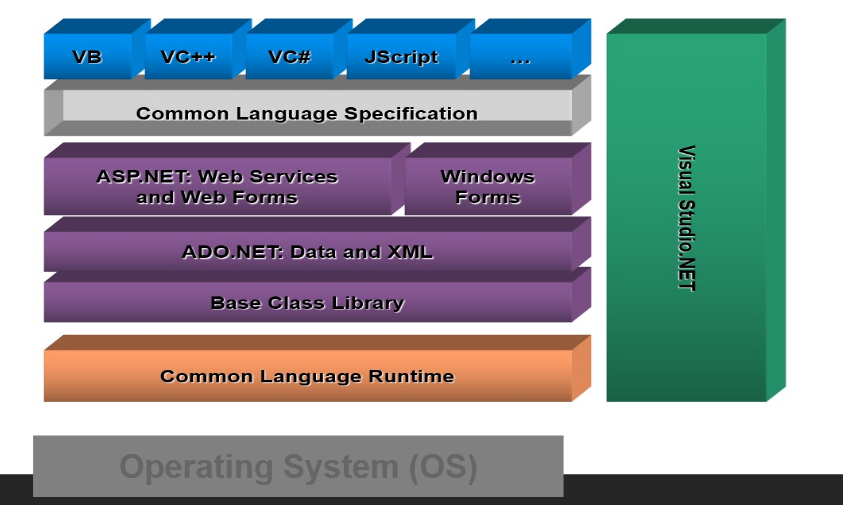 VB
VC++
VC#
JScript
...
Common Language Specification
ASP.NET: Web Services
and Web Forms
Windows
Forms
ADO.NET: Data and XML
Base Class Library
Common Language Runtime
Visual Studio.NET
Operating System (OS)